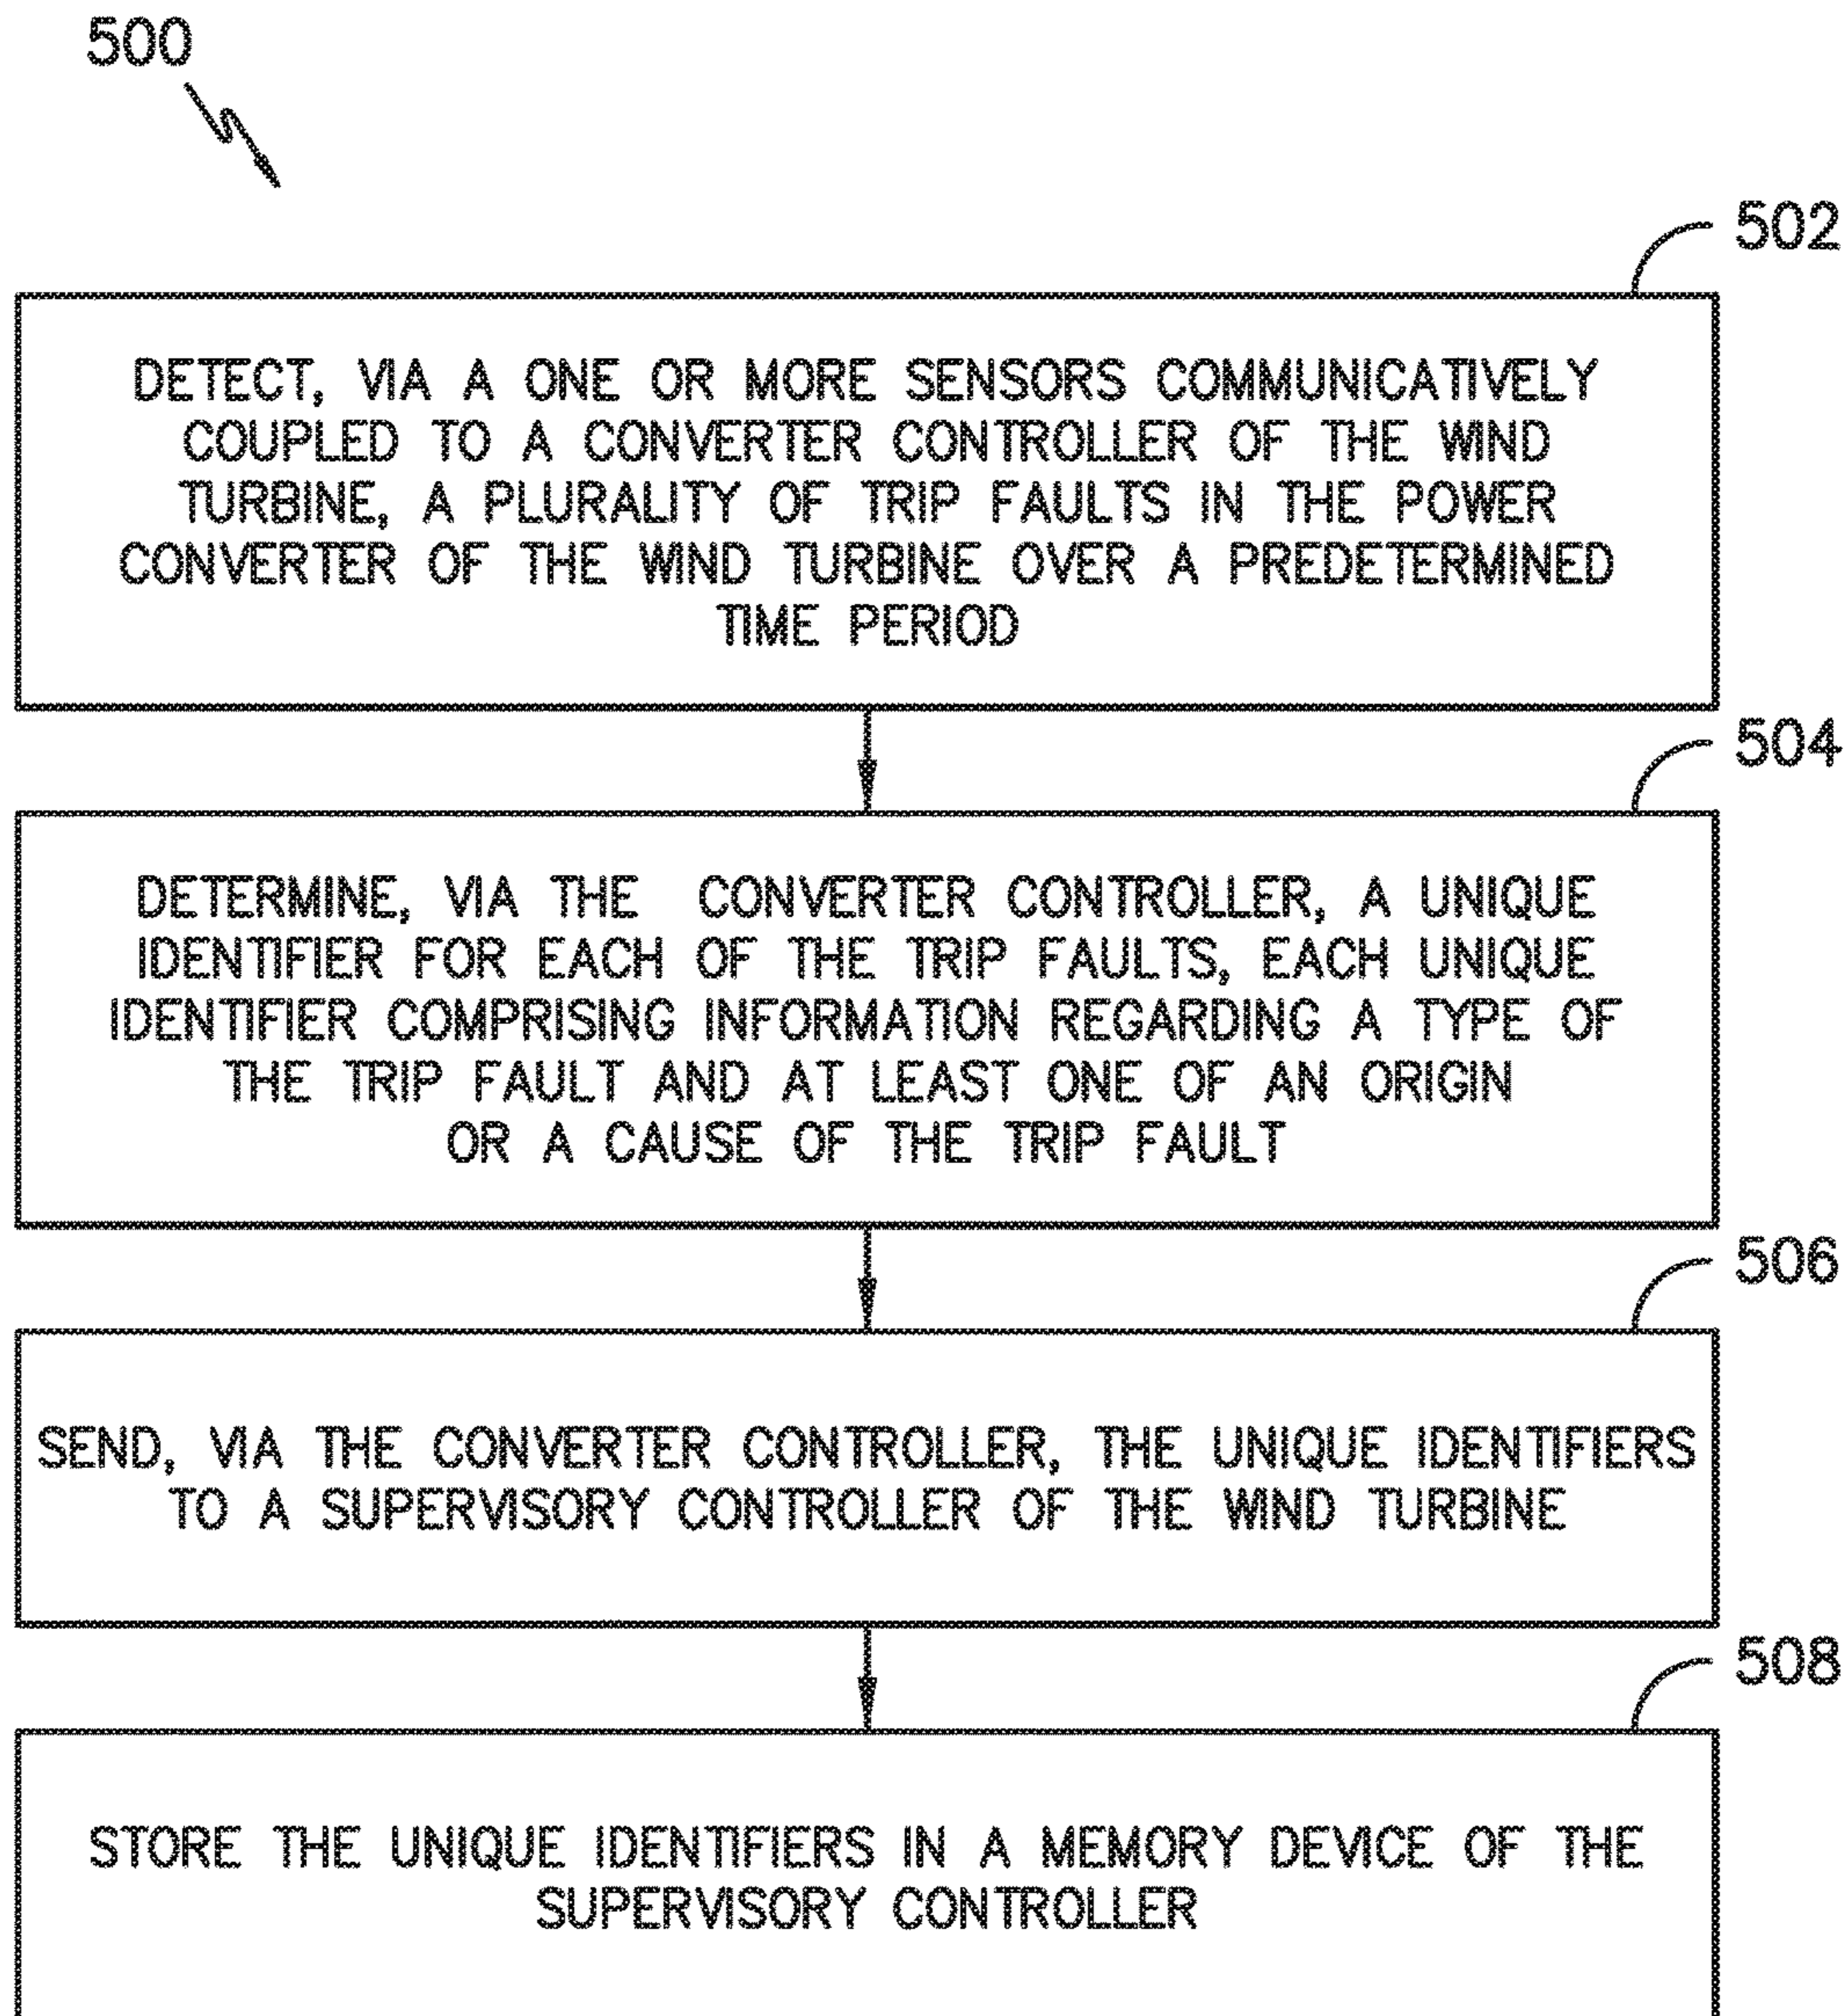 500
502
DETECT, VIA A ONE OR MORE SENSORS COMMUNICATIVELY
COUPLED TO A CONVERTER CONTROLLER OF THE WIND
TURBINE, A PLURALITY OF TRIP FAULTS IN THE POWER
CONVERTER OF THE WIND TURBINE OVER A PREDETERMINED
TIME PERIOD
504
DETERMINE, VIA THE CONVERTER CONTROLLER, A UNIQUE
IDENTIFIER FOR EACH OF THE TRIP FAULTS, EACH UNIQUE
IDENTIFIER COMPRISING INFORMATION REGARDING A TYPE OF
THE TRIP FAULT AND AT LEAST ONE OF AN ORIGIN
OR A CAUSE OF THE TRIP FAULT
506
SEND, VIA THE CONVERTER CONTROLLER, THE UNIQUE IDENTIFIERS
TO A SUPERVISORY CONTROLLER OF THE WIND TURBINE
508
STORE THE UNIQUE IDENTIFIERS IN A MEMORY DEVICE OF THE
SUPERVISORY CONTROLLER